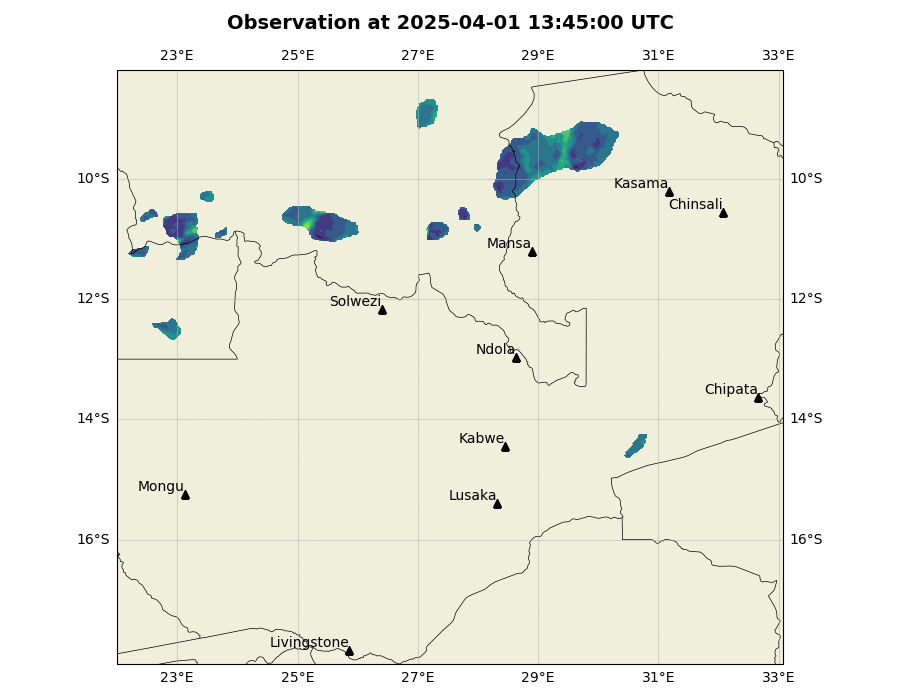 Observation at 2025-04-01 13:45:00 UTC
23°E 25°E 27°E 29°E 31°E 33°E
10°S 10°S
Kasama
Chinsali
Mansa
12°S 12°S
Solwezi
Ndola
Chipata
14°S 14°S
Kabwe
Mongu
Lusaka
16°S 16°S
Livingstone
23°E 25°E 27°E 29°E 31°E 33°E